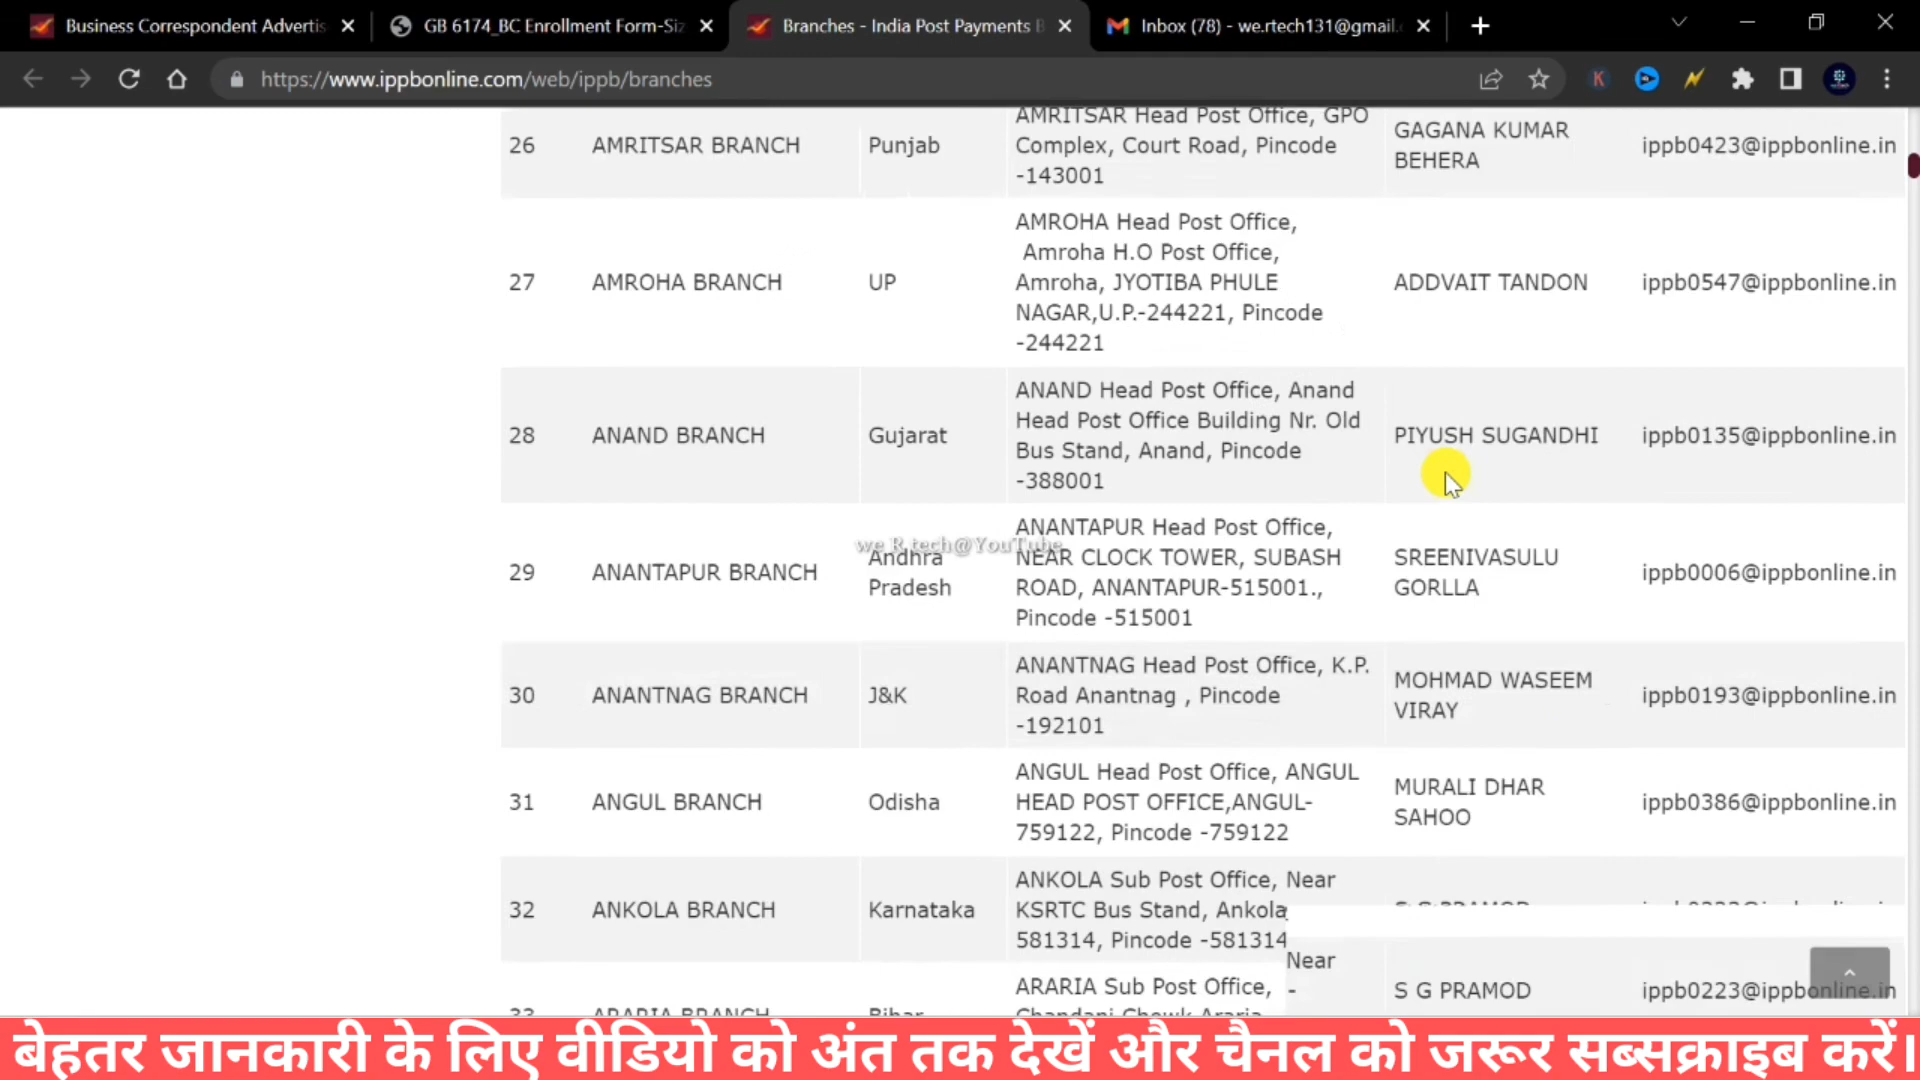 Business Correspondent Advertis
GB 6174_BC Enrollment Form-Siz
Branches - India Post Payments B
Inbox (78) - we.rtech131@gmail.
https://www.ippbonline.com/web/ippb/branches
26 AMRITSAR BRANCH Punjab AMRITSAR Head Post Office, GPO
Complex, Court Road, Pincode
-143001
GAGANA KUMAR
BEHERA
ippb0423@ippbonline.in
27 AMROHA BRANCH UP AMROHA Head Post Office,
Amroha H.O Post Office,
Amroha, JYOTIBA PHULE
NAGAR,U.P.-244221, Pincode
-244221
ADDVAIT TANDON
ippb0547@ippbonline.in
28 ANAND BRANCH Gujarat ANAND Head Post Office, Anand
Head Post Office Building Nr. Old
Bus Stand, Anand, Pincode
-388001
PIYUSH SUGANDHI
ippb0135@ippbonline.in
we R.tech@YouTube
29 ANANTAPUR BRANCH Andhra
Pradesh
ANANTAPUR Head Post Office,
NEAR CLOCK TOWER, SUBASH
ROAD, ANANTAPUR-515001.,
Pincode -515001
SREENIVASULU
GORLLA
ippb0006@ippbonline.in
30 ANANTNAG BRANCH J&K ANANTNAG Head Post Office, K.P.
Road Anantnag , Pincode
-192101
MOHMAD WASEEM
VIRAY
ippb0193@ippbonline.in
31 ANGUL BRANCH Odisha ANGUL Head Post Office, ANGUL
HEAD POST OFFICE,ANGUL-
759122, Pincode -759122
MURALI DHAR
SAHOO
ippb0386@ippbonline.in
32 ANKOLA BRANCH Karnataka ANKOLA Sub Post Office, Near
KSRTC Bus Stand, Ankola
581314, Pincode -581314
Near
-
S G PRAMOD
ippb0223@ippbonline.in
33 ARARIA BRANCH Bihar ARARIA Sub Post Office,
Chandani Chowk Araria
बेहतर जानकारी के लिए वीडियो को अंत तक देखें और चैनल को जरूर सब्सक्राइब करें।